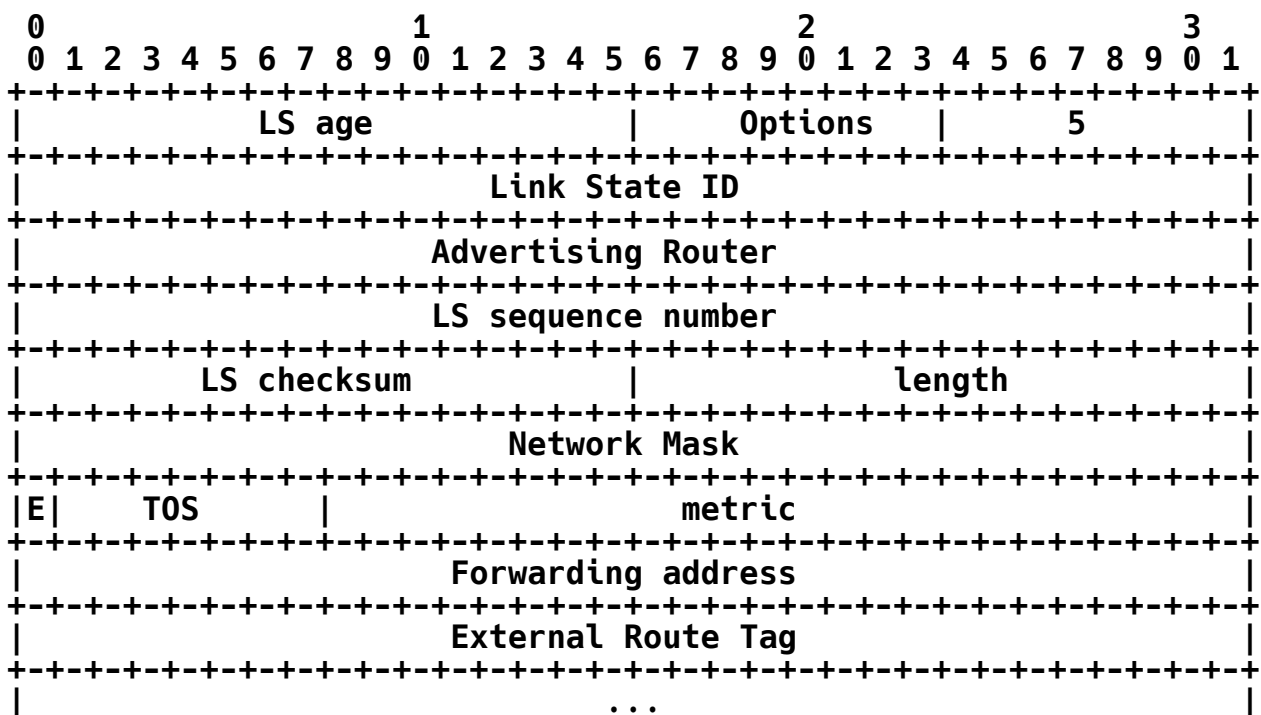 0                   1                   2                   3
 0 1 2 3 4 5 6 7 8 9 0 1 2 3 4 5 6 7 8 9 0 1 2 3 4 5 6 7 8 9 0 1
+-+-+-+-+-+-+-+-+-+-+-+-+-+-+-+-+-+-+-+-+-+-+-+-+-+-+-+-+-+-+-+-+
|            LS age             |     Options   |      5        |
+-+-+-+-+-+-+-+-+-+-+-+-+-+-+-+-+-+-+-+-+-+-+-+-+-+-+-+-+-+-+-+-+
|                        Link State ID                          |
+-+-+-+-+-+-+-+-+-+-+-+-+-+-+-+-+-+-+-+-+-+-+-+-+-+-+-+-+-+-+-+-+
|                     Advertising Router                        |
+-+-+-+-+-+-+-+-+-+-+-+-+-+-+-+-+-+-+-+-+-+-+-+-+-+-+-+-+-+-+-+-+
|                     LS sequence number                        |
+-+-+-+-+-+-+-+-+-+-+-+-+-+-+-+-+-+-+-+-+-+-+-+-+-+-+-+-+-+-+-+-+
|         LS checksum           |             length            |
+-+-+-+-+-+-+-+-+-+-+-+-+-+-+-+-+-+-+-+-+-+-+-+-+-+-+-+-+-+-+-+-+
|                         Network Mask                          |
+-+-+-+-+-+-+-+-+-+-+-+-+-+-+-+-+-+-+-+-+-+-+-+-+-+-+-+-+-+-+-+-+
|E|    TOS      |                  metric                       |
+-+-+-+-+-+-+-+-+-+-+-+-+-+-+-+-+-+-+-+-+-+-+-+-+-+-+-+-+-+-+-+-+
|                      Forwarding address                       |
+-+-+-+-+-+-+-+-+-+-+-+-+-+-+-+-+-+-+-+-+-+-+-+-+-+-+-+-+-+-+-+-+
|                      External Route Tag                       |
+-+-+-+-+-+-+-+-+-+-+-+-+-+-+-+-+-+-+-+-+-+-+-+-+-+-+-+-+-+-+-+-+
|                              ...                              |